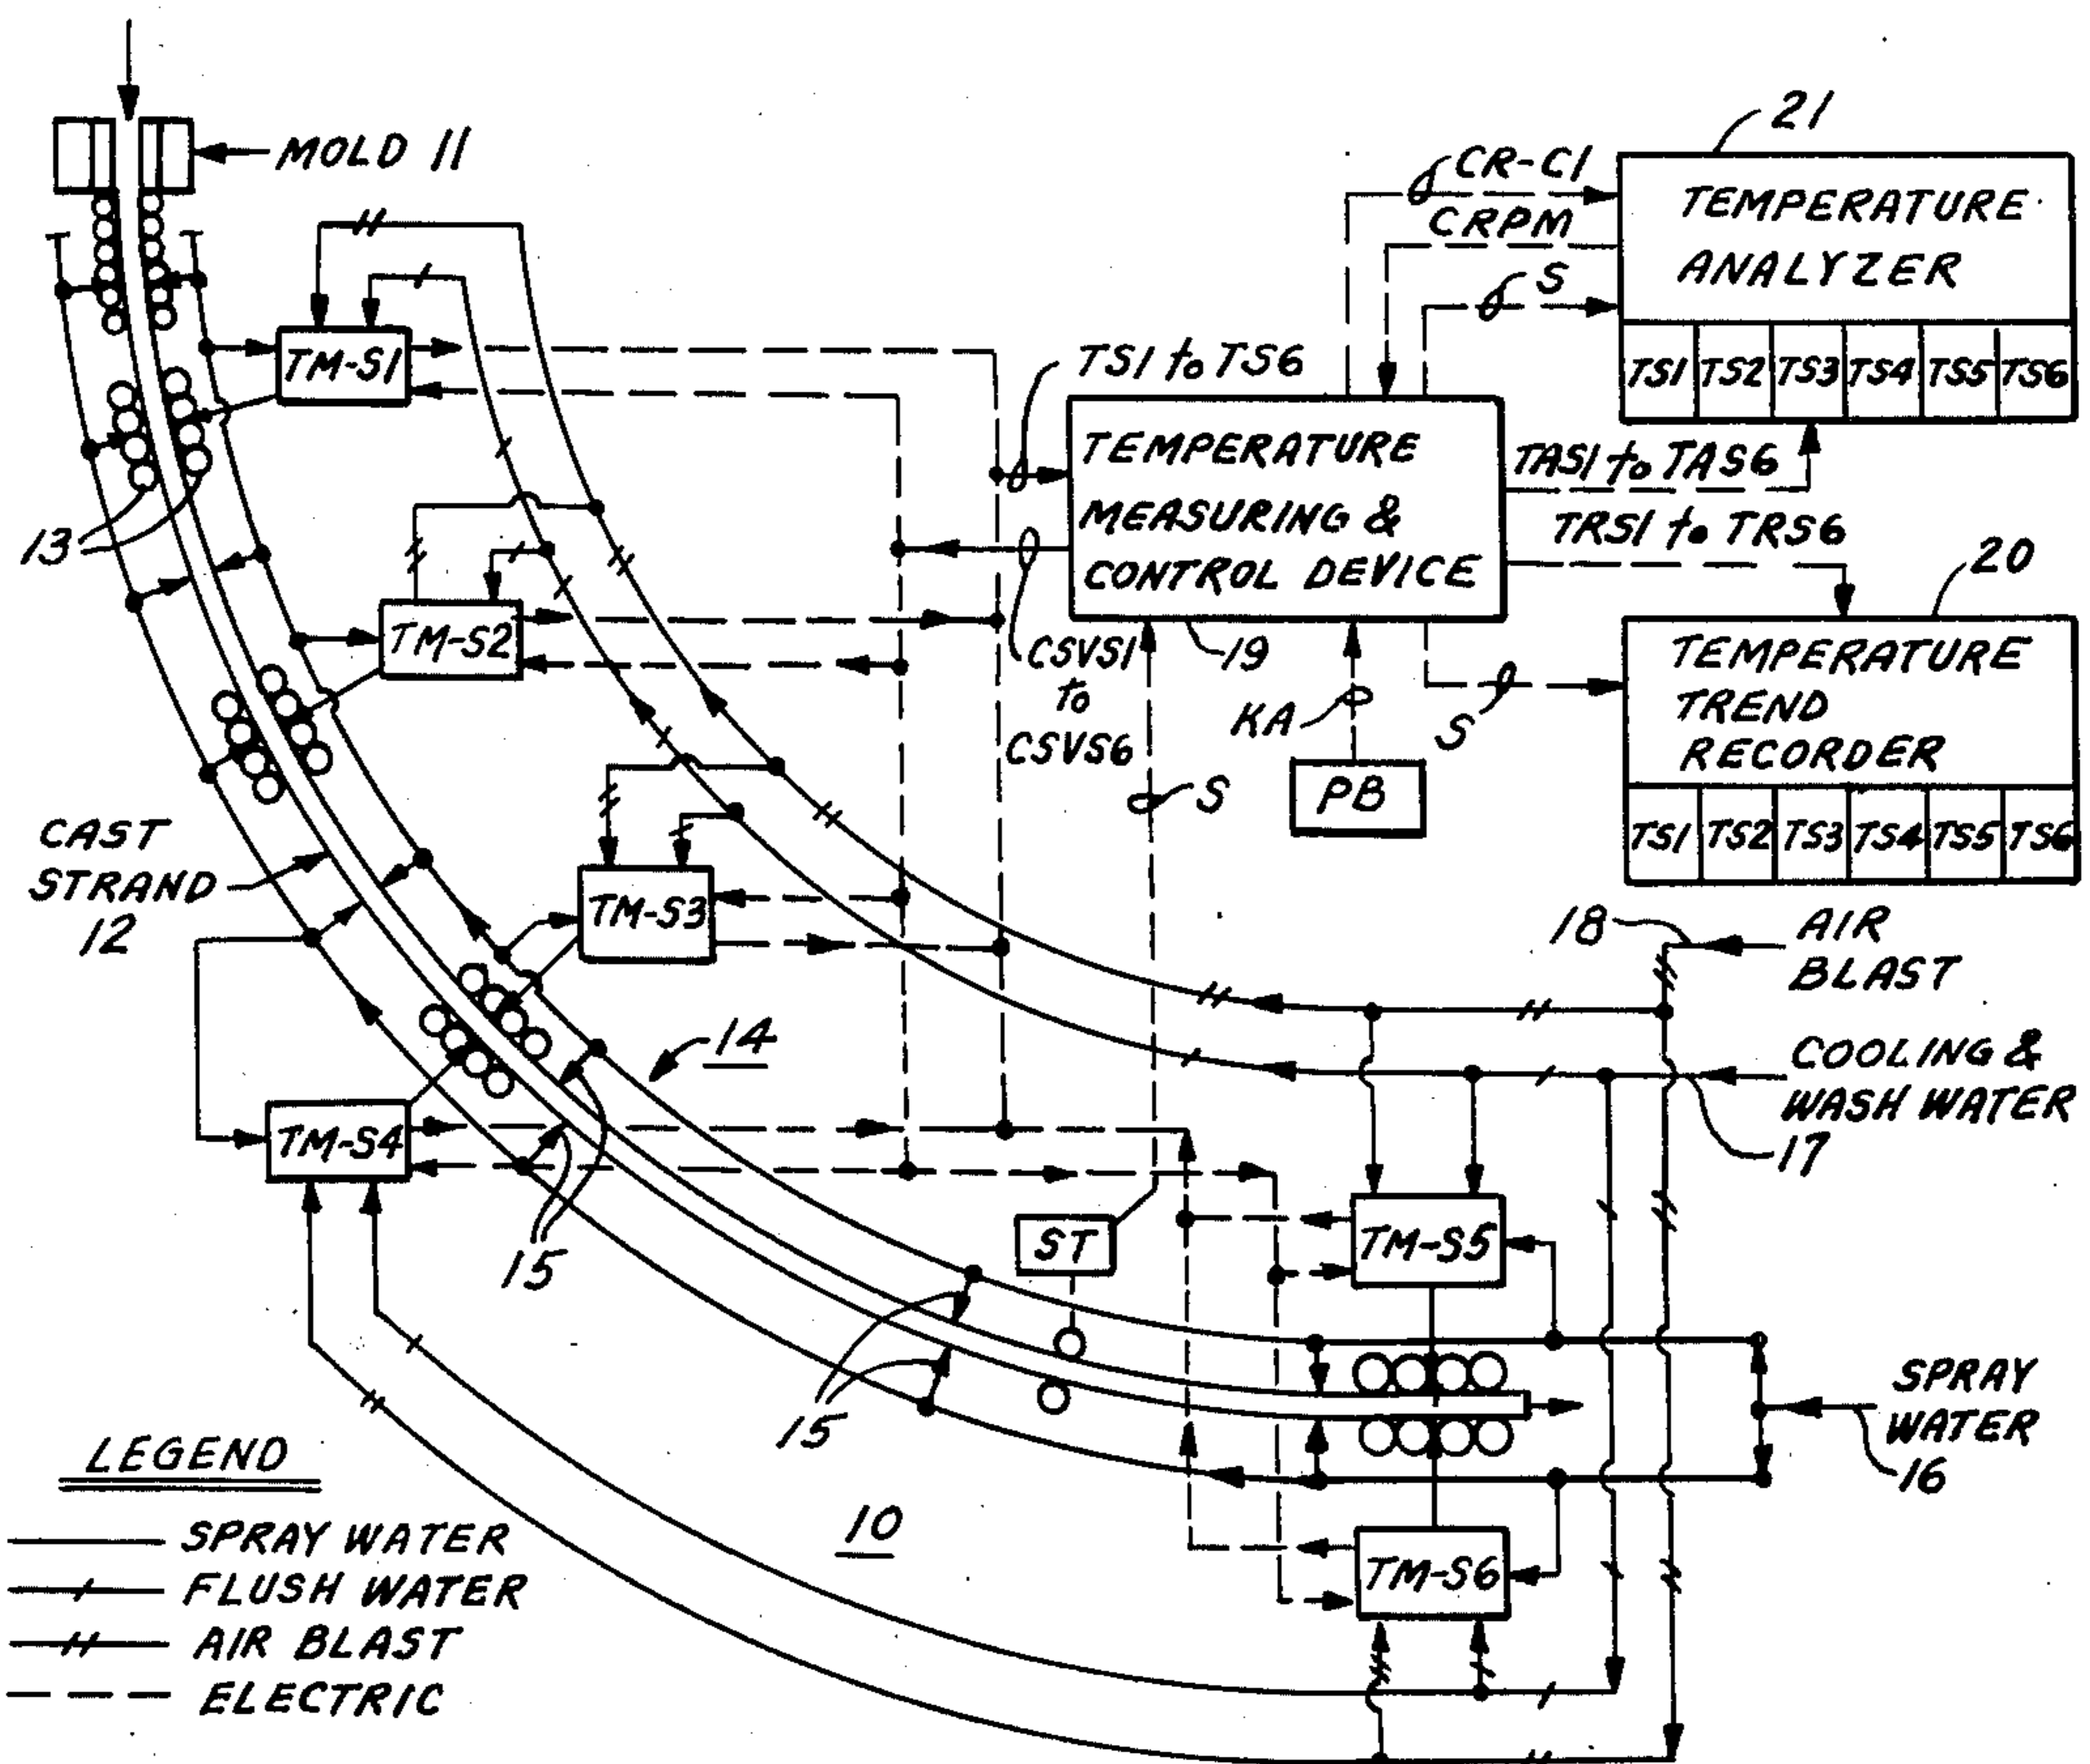 MOLD 11
21
CR-C1
CRPM
S
TEMPERATURE
ANALYZER
TS1 TS2 TS3 TS4 TS5 TS6
TM-S1
TS1 to TS6
TEMPERATURE
MEASURING &
CONTROL DEVICE
TAS1 to TAS6
TRS1 to TRS6
13
20
TM-S2
CSVS1
to
CSVS6
19
KA
S
S
PB
TEMPERATURE
TREND
RECORDER
TS1 TS2 TS3 TS4 TS5 TS6
CAST
STRAND
12
TM-S3
18
AIR
BLAST
14
COOLING &
WASH WATER
17
TM-S4
15
ST
TM-S5
15
SPRAY
WATER
16
10
TM-S6
LEGEND
SPRAY WATER
FLUSH WATER
AIR BLAST
ELECTRIC